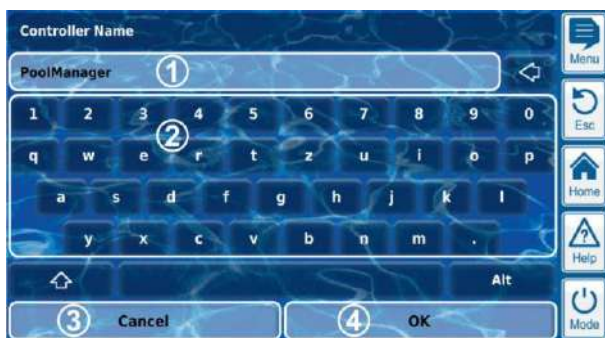 Controller Name
Menu
PoolManager 1
1 2 3 4 5 6 7 8 9 0
2
Esc
q w e r t z u i o p
a s d f g h j k l
Home
y x c v b n m .
Help
Alt
3 Cancel 4 OK
Mode